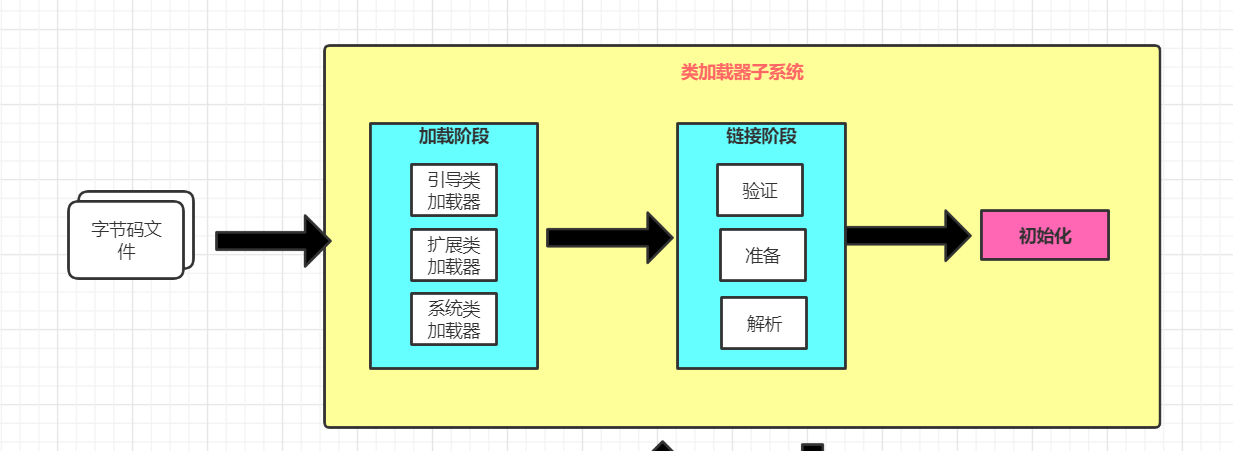 类加载器子系统
加载阶段
引导类
加载器
扩展类
加载器
系统类
加载器
链接阶段
验证
准备
解析
初始化
字节码文
件